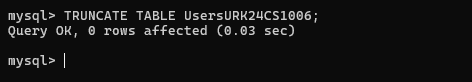 mysql> TRUNCATE TABLE UsersURK24CS1006;
Query OK, 0 rows affected (0.03 sec)
mysql>